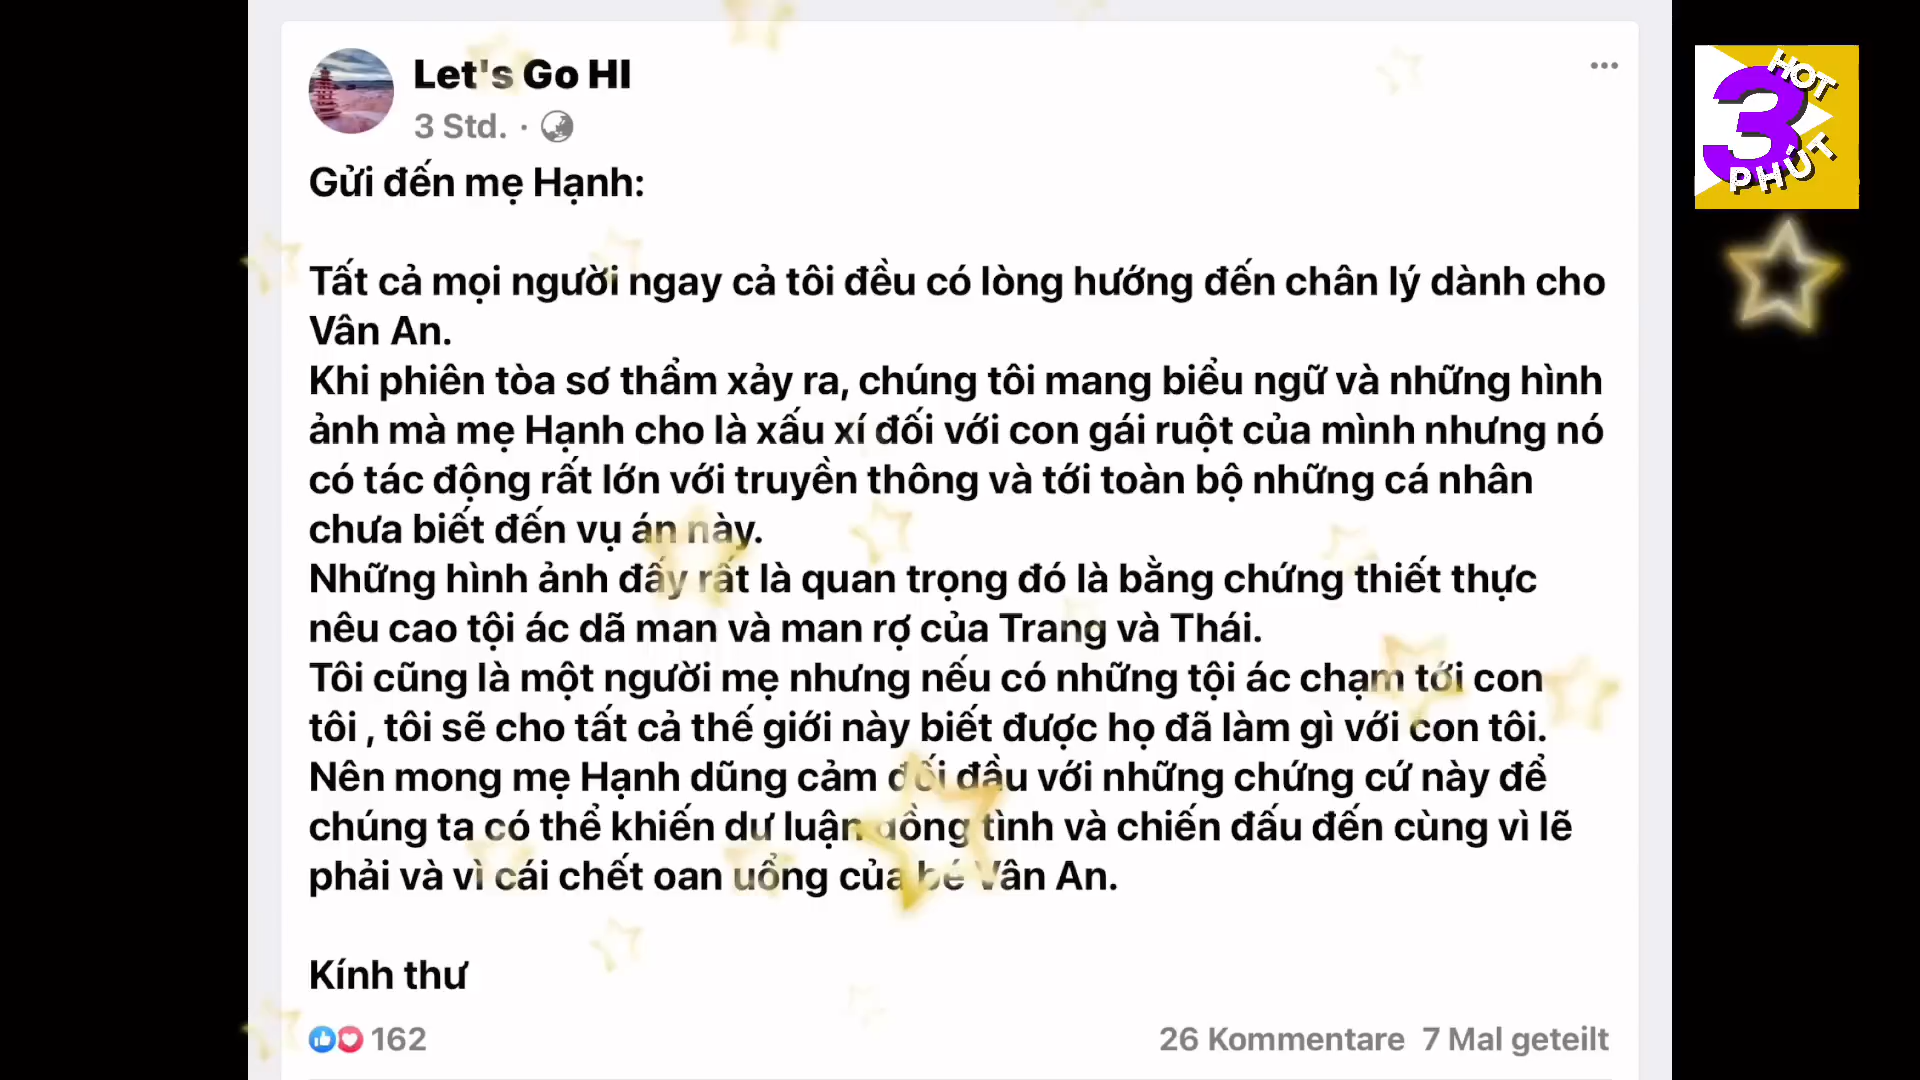 Let's Go HI
3 Std. ·
Gửi đến mẹ Hạnh:
Tất cả mọi người ngay cả tôi đều có lòng hướng đến chân lý dành cho
Vân An.
Khi phiên tòa sơ thẩm xảy ra, chúng tôi mang biểu ngữ và những hình
ảnh mà mẹ Hạnh cho là xấu xí đối với con gái ruột của mình nhưng nó
có tác động rất lớn với truyền thông và tới toàn bộ những cá nhân
chưa biết đến vụ án này.
Những hình ảnh đấy rất là quan trọng đó là bằng chứng thiết thực
nêu cao tội ác dã man và man rợ của Trang và Thái.
Tôi cũng là một người mẹ nhưng nếu có những tội ác chạm tới con
tôi , tôi sẽ cho tất cả thế giới này biết được họ đã làm gì với con tôi.
Nên mong mẹ Hạnh dũng cảm đối đầu với những chứng cứ này để
chúng ta có thể khiến dư luận đồng tình và chiến đấu đến cùng vì lẽ
phải và vì cái chết oan uổng của bé Vân An.
Kính thư
162
26 Kommentare 7 Mal geteilt
HOT
3
PHÚT